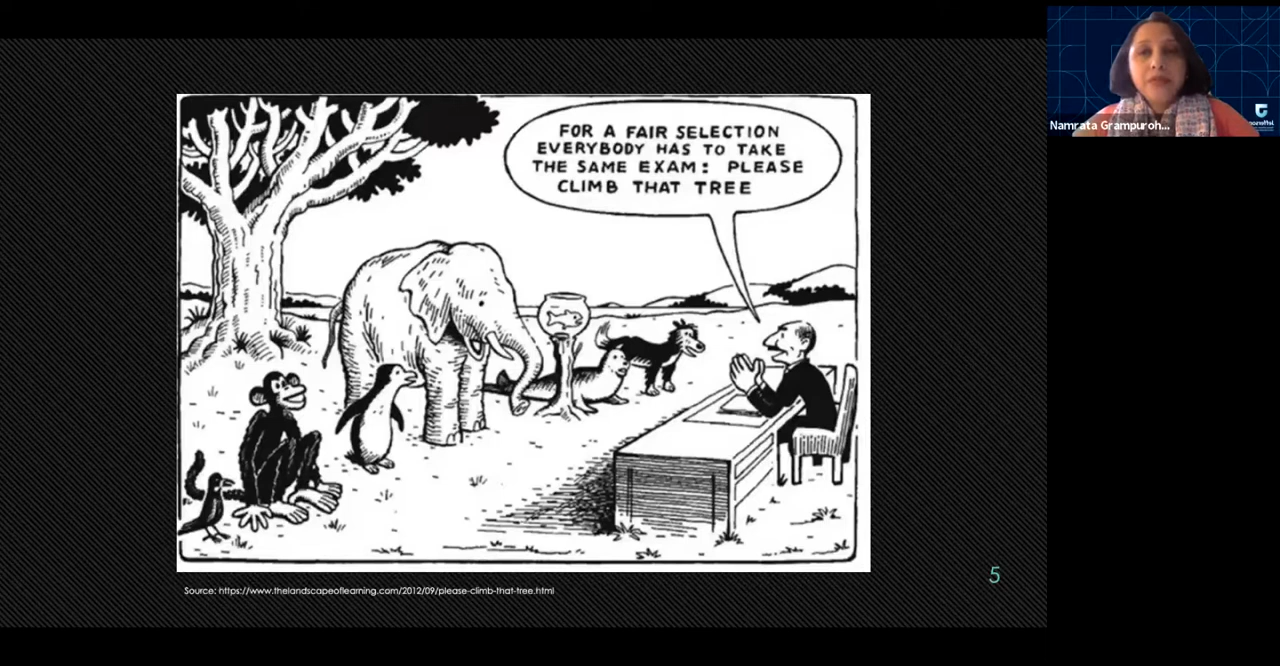 FOR A FAIR SELECTION
EVERYBODY HAS TO TAKE
THE SAME EXAM: PLEASE
CLIMB THAT TREE
Namrata Grampuroh...
Source: https://www.thelandscapeoflearning.com/2012/09/please-climb-that-tree.html
5